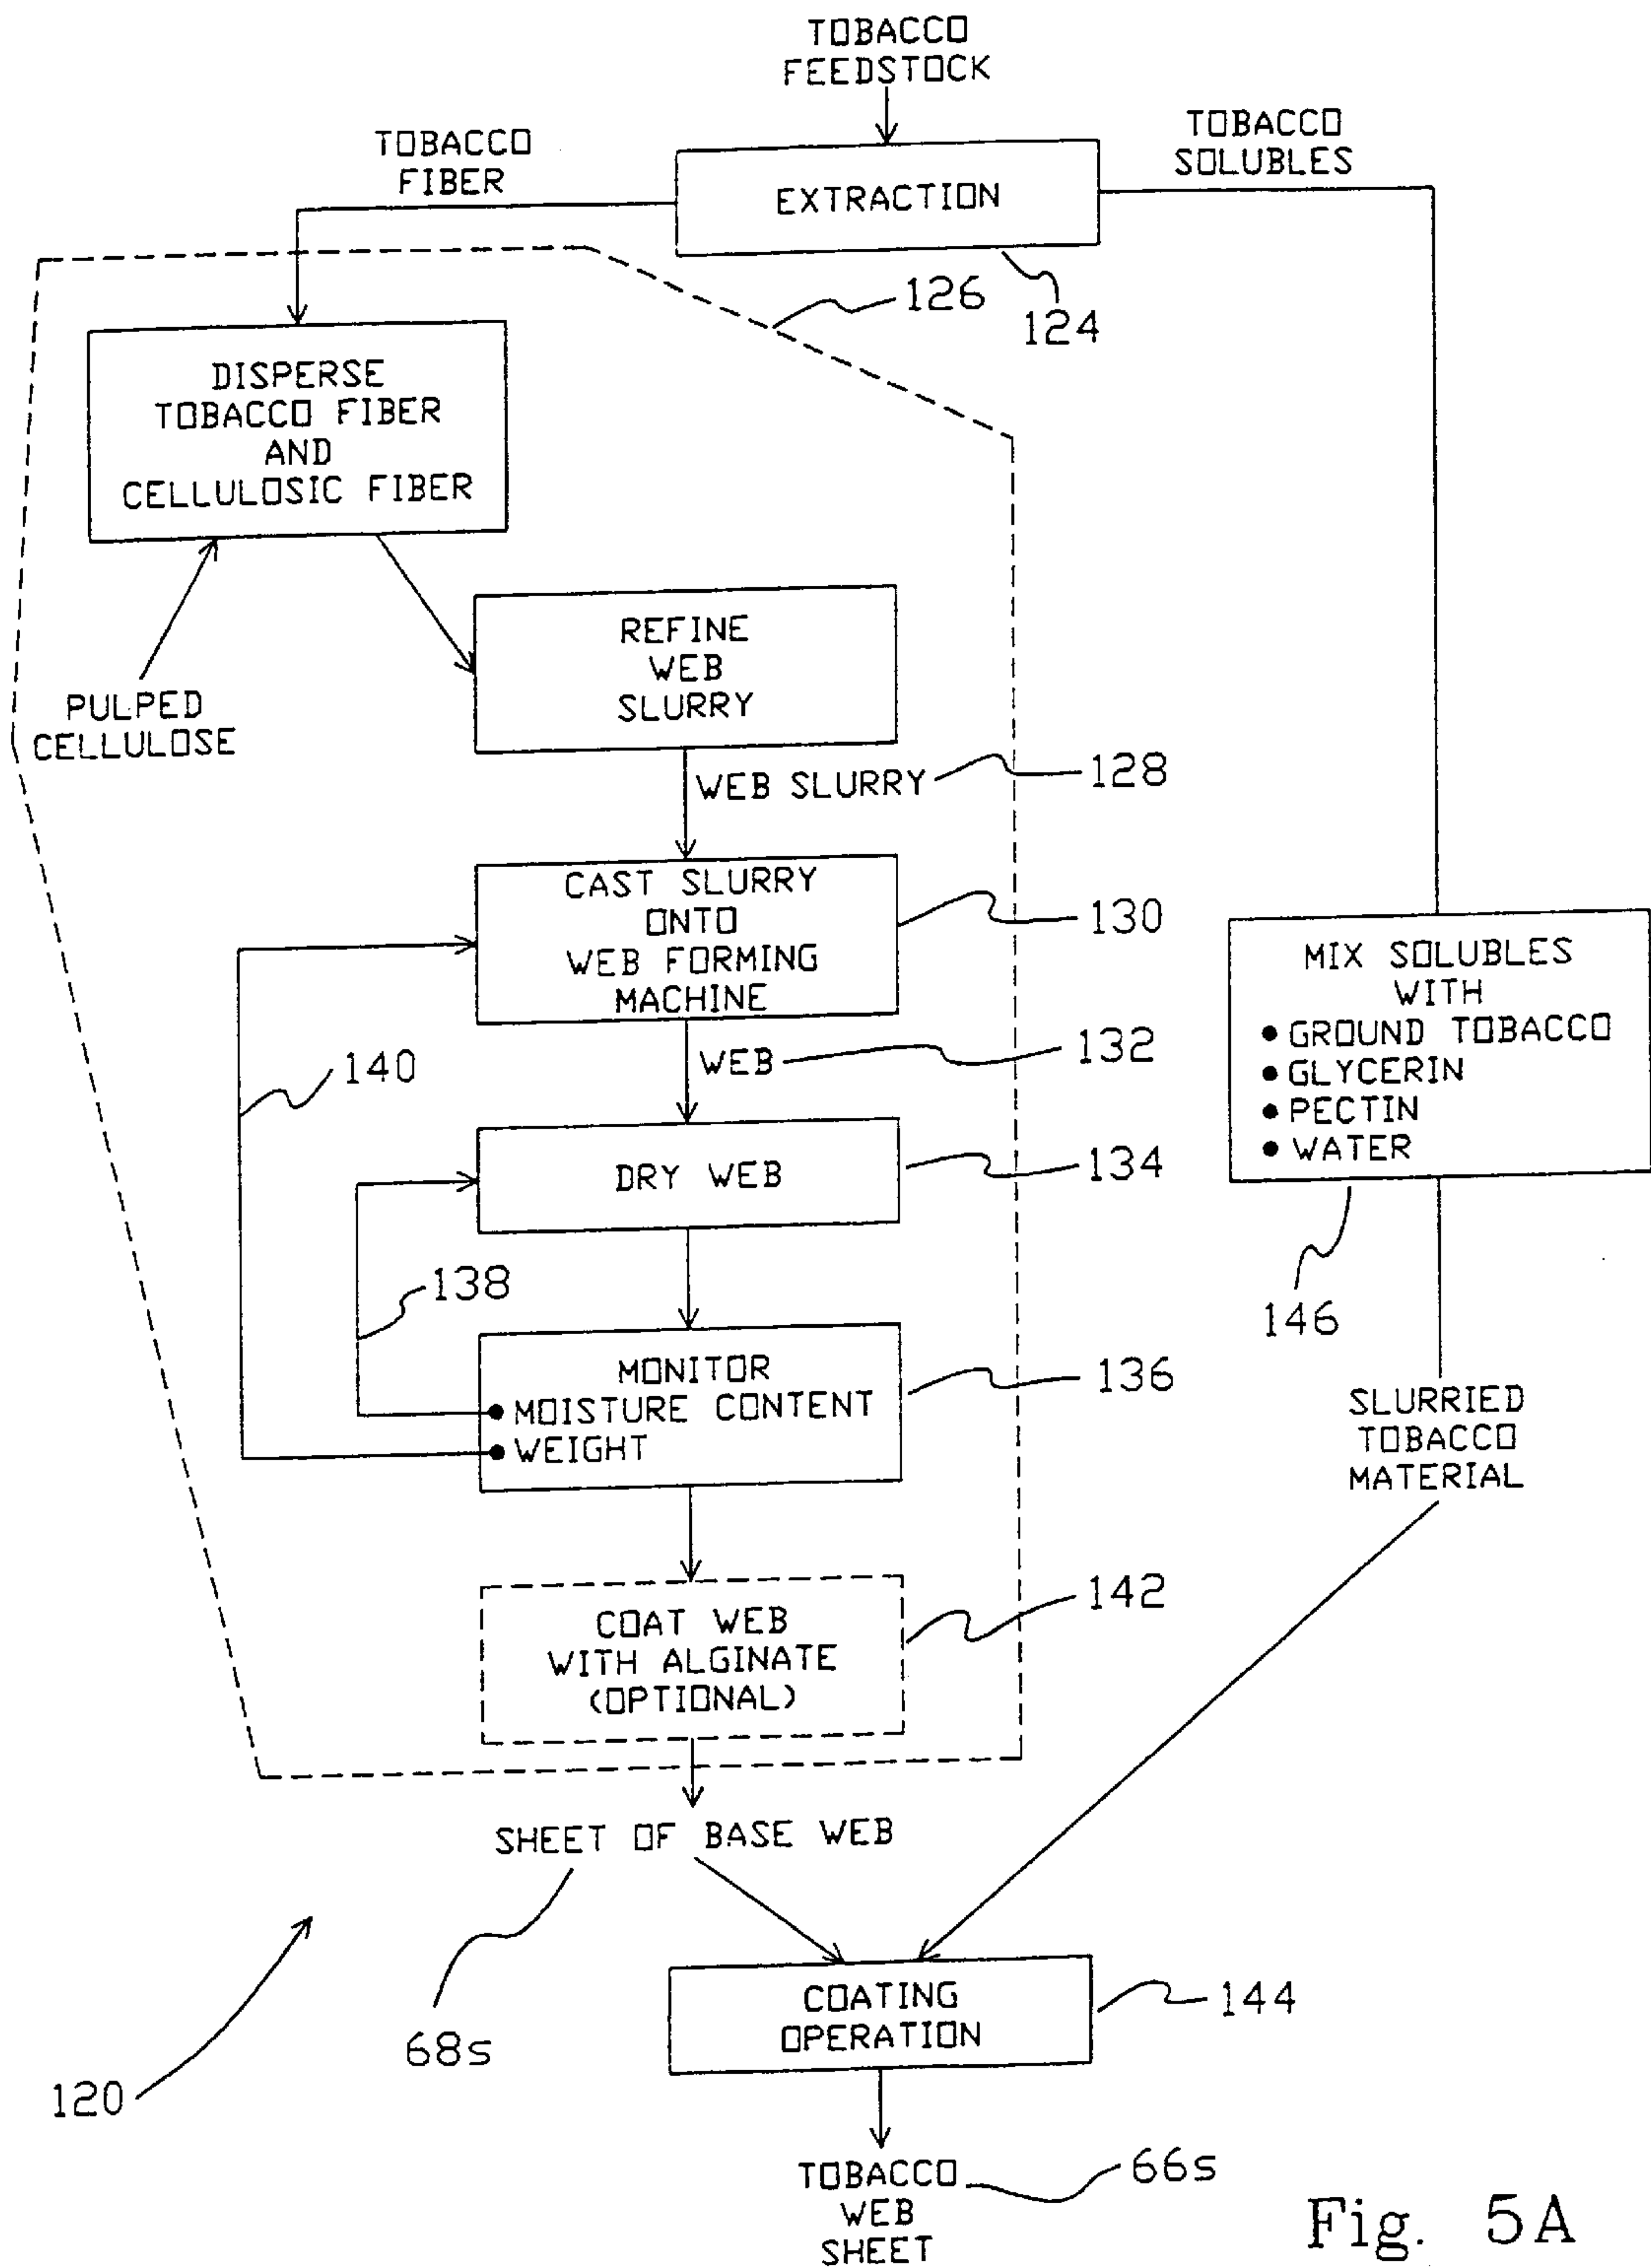 TOBACCO
FEEDSTOCK
TOBACCO
FIBER
TOBACCO
SOLUBLES
EXTRACTION
124
126
DISPERSE
TOBACCO FIBER
AND
CELLULOSIC FIBER
PULPED
CELLULOSE
REFINE
WEB
SLURRY
WEB SLURRY
128
CAST SLURRY
ONTO
WEB FORMING
MACHINE
130
WEB
132
140
DRY WEB
134
138
MONITOR
• MOISTURE CONTENT
• WEIGHT
136
MIX SOLUBLES
WITH
• GROUND TOBACCO
• GLYCERIN
• PECTIN
• WATER
146
SLURRIED
TOBACCO
MATERIAL
COAT WEB
WITH ALGINATE
(OPTIONAL)
142
SHEET OF BASE WEB
68s
120
COATING
OPERATION
144
TOBACCO
WEB
SHEET
66s
Fig. 5A